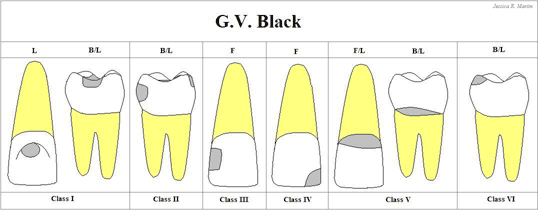 Jessica R. Martin
G.V. Black
L B/L B/L F F F/L B/L B/L
Class I Class II Class III Class IV Class V Class VI